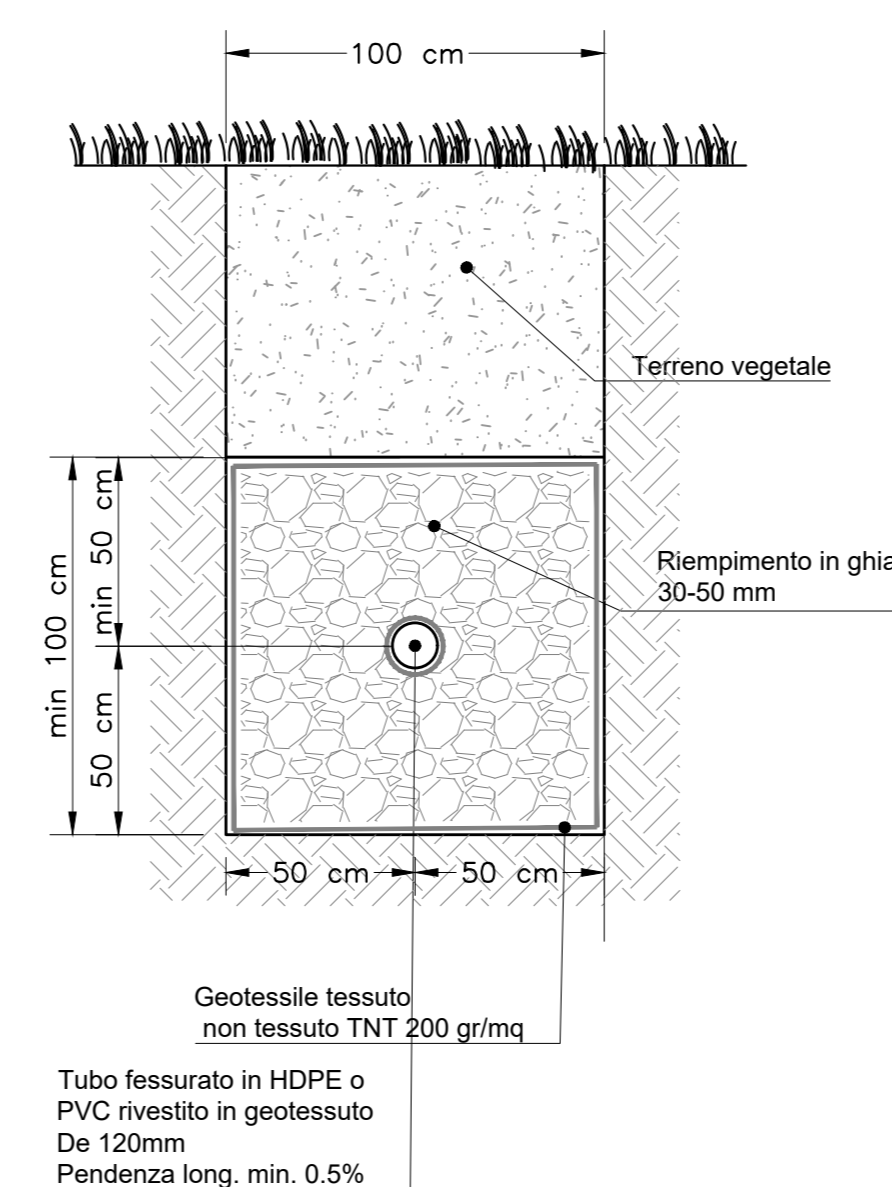 100 cm
Terreno vegetale
min 50 cm
min 100 cm
50 cm
Riempimento in ghia
30-50 mm
50 cm
50 cm
Geotessile tessuto
non tessuto TNT 200 gr/mq
Tubo fessurato in HDPE o
PVC rivestito in geotessuto
De 120mm
Pendenza long. min. 0.5%